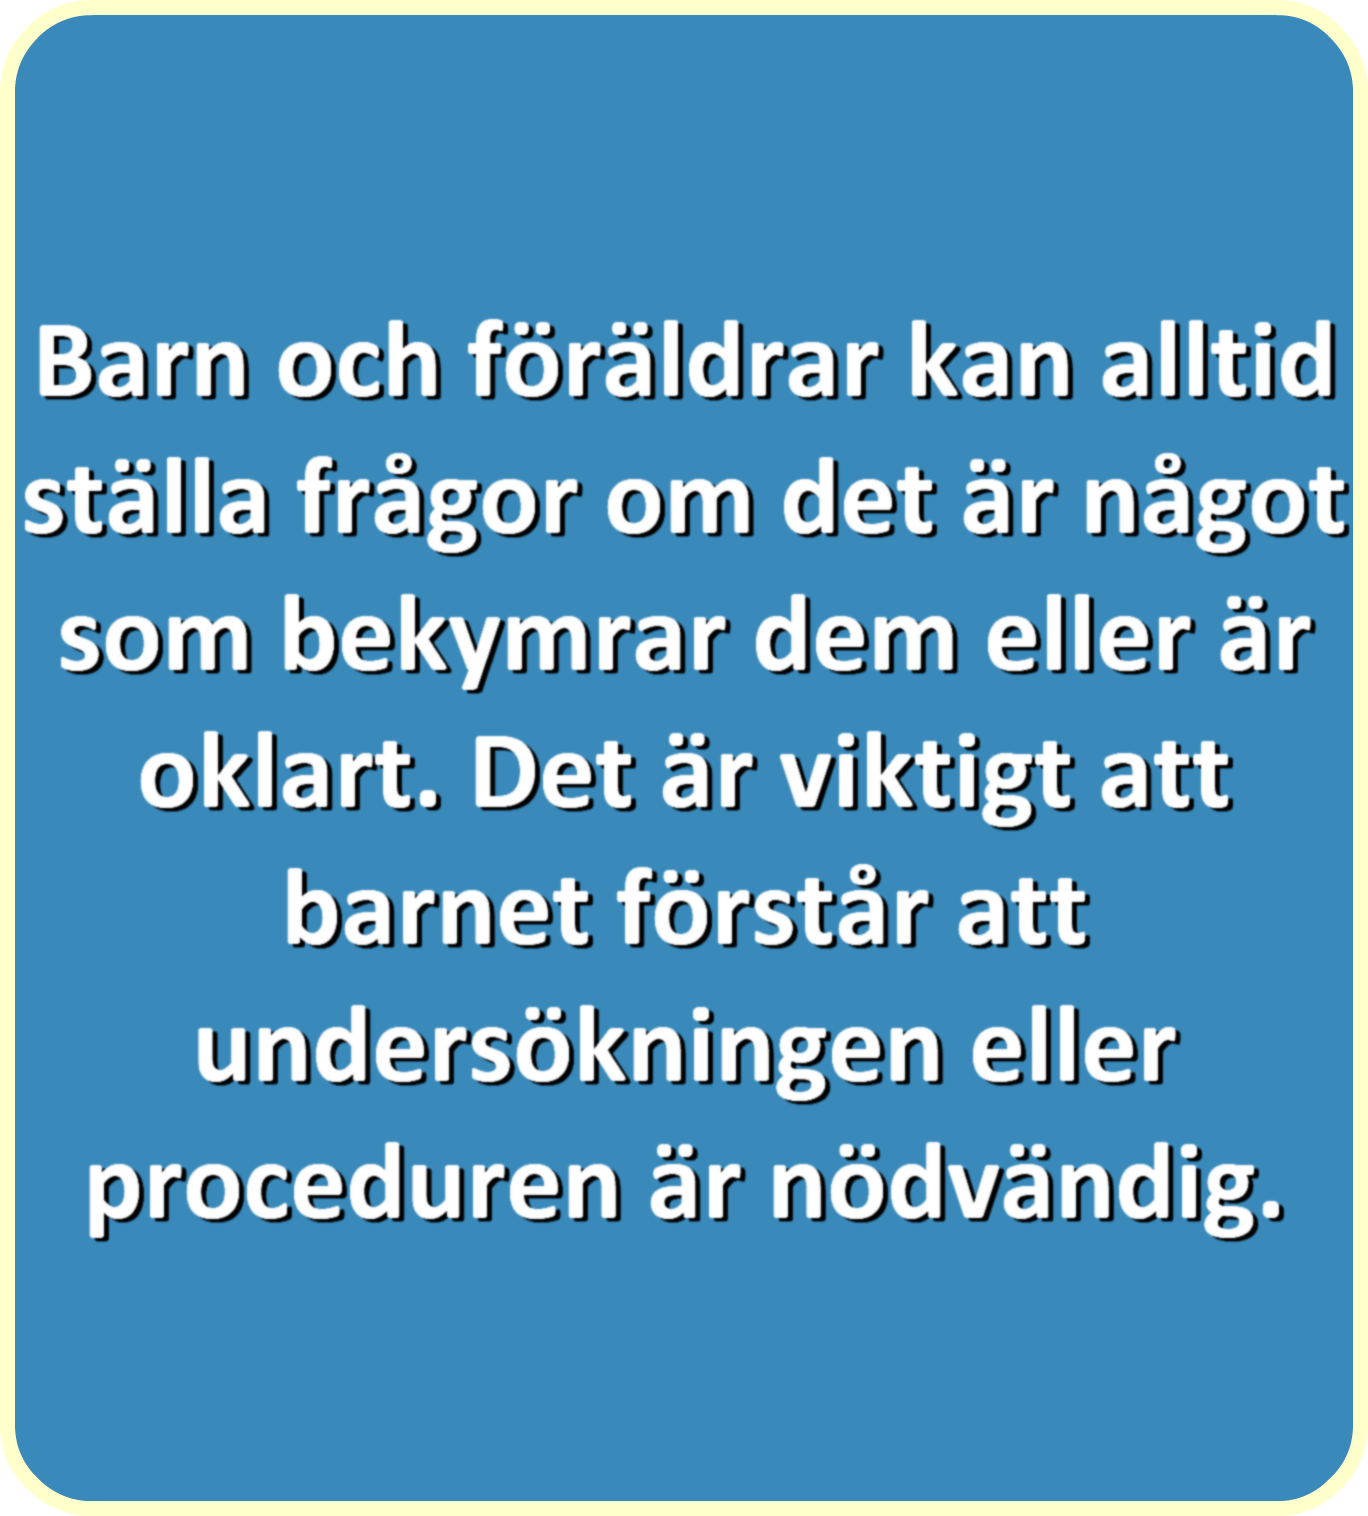 Barn och föräldrar kan alltid
ställa frågor om det är något
som bekymrar dem eller är
oklart. Det är viktigt att
barnet förstår att
undersökningen eller
proceduren är nödvändig.